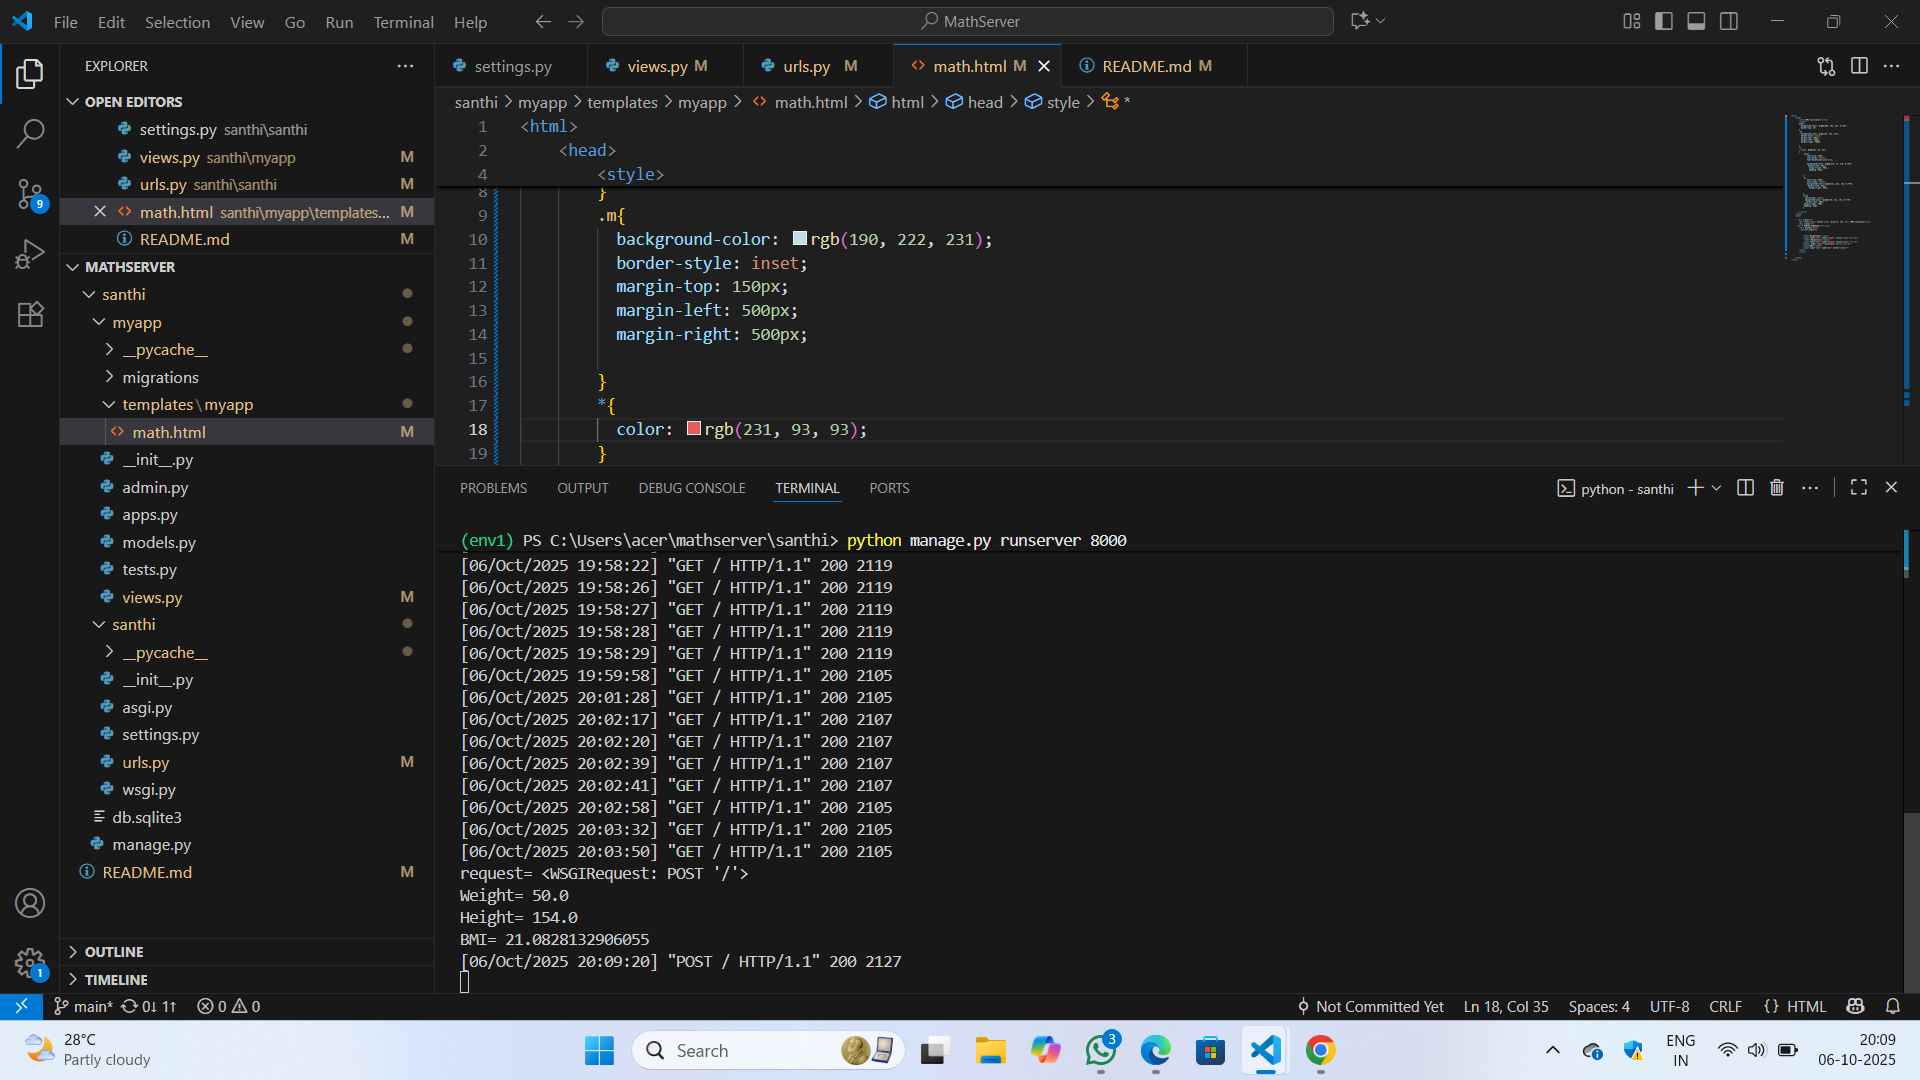 File Edit Selection View Go Run Terminal Help
MathServer
EXPLORER
OPEN EDITORS
settings.py santhi\santhi
views.py santhi\myapp M
urls.py santhi\santhi M
math.html santhi\myapp\templates... M
README.md M
MATHSERVER
santhi
myapp
__pycache__
migrations
templates\myapp
math.html M
__init__.py
admin.py
apps.py
models.py
tests.py
views.py M
santhi
__pycache__
__init__.py
asgi.py
settings.py
urls.py M
wsgi.py
db.sqlite3
manage.py
README.md M
OUTLINE
TIMELINE
9
1
settings.py views.py M urls.py M math.html M README.md M
santhi > myapp > templates > myapp > math.html > html > head > style > *
1 <html>
2 <head>
4 <style>
8 }
9 .m{
10 background-color: rgb(190, 222, 231);
11 border-style: inset;
12 margin-top: 150px;
13 margin-left: 500px;
14 margin-right: 500px;
15
16 }
17 *{
18 color: rgb(231, 93, 93);
19 }
PROBLEMS OUTPUT DEBUG CONSOLE TERMINAL PORTS
python - santhi
(env1) PS C:\Users\acer\mathserver\santhi> python manage.py runserver 8000
[06/Oct/2025 19:58:22] "GET / HTTP/1.1" 200 2119
[06/Oct/2025 19:58:26] "GET / HTTP/1.1" 200 2119
[06/Oct/2025 19:58:27] "GET / HTTP/1.1" 200 2119
[06/Oct/2025 19:58:28] "GET / HTTP/1.1" 200 2119
[06/Oct/2025 19:58:29] "GET / HTTP/1.1" 200 2119
[06/Oct/2025 19:59:58] "GET / HTTP/1.1" 200 2105
[06/Oct/2025 20:01:28] "GET / HTTP/1.1" 200 2105
[06/Oct/2025 20:02:17] "GET / HTTP/1.1" 200 2107
[06/Oct/2025 20:02:20] "GET / HTTP/1.1" 200 2107
[06/Oct/2025 20:02:39] "GET / HTTP/1.1" 200 2107
[06/Oct/2025 20:02:41] "GET / HTTP/1.1" 200 2107
[06/Oct/2025 20:02:58] "GET / HTTP/1.1" 200 2105
[06/Oct/2025 20:03:32] "GET / HTTP/1.1" 200 2105
[06/Oct/2025 20:03:50] "GET / HTTP/1.1" 200 2105
request= <WSGIRequest: POST '/'>
Weight= 50.0
Height= 154.0
BMI= 21.0828132906055
[06/Oct/2025 20:09:20] "POST / HTTP/1.1" 200 2127
main* 0↓ 1↑ 0 0
Not Committed Yet Ln 18, Col 35 Spaces: 4 UTF-8 CRLF {} HTML
28°C
Partly cloudy
Search
3
ENG
IN
20:09
06-10-2025